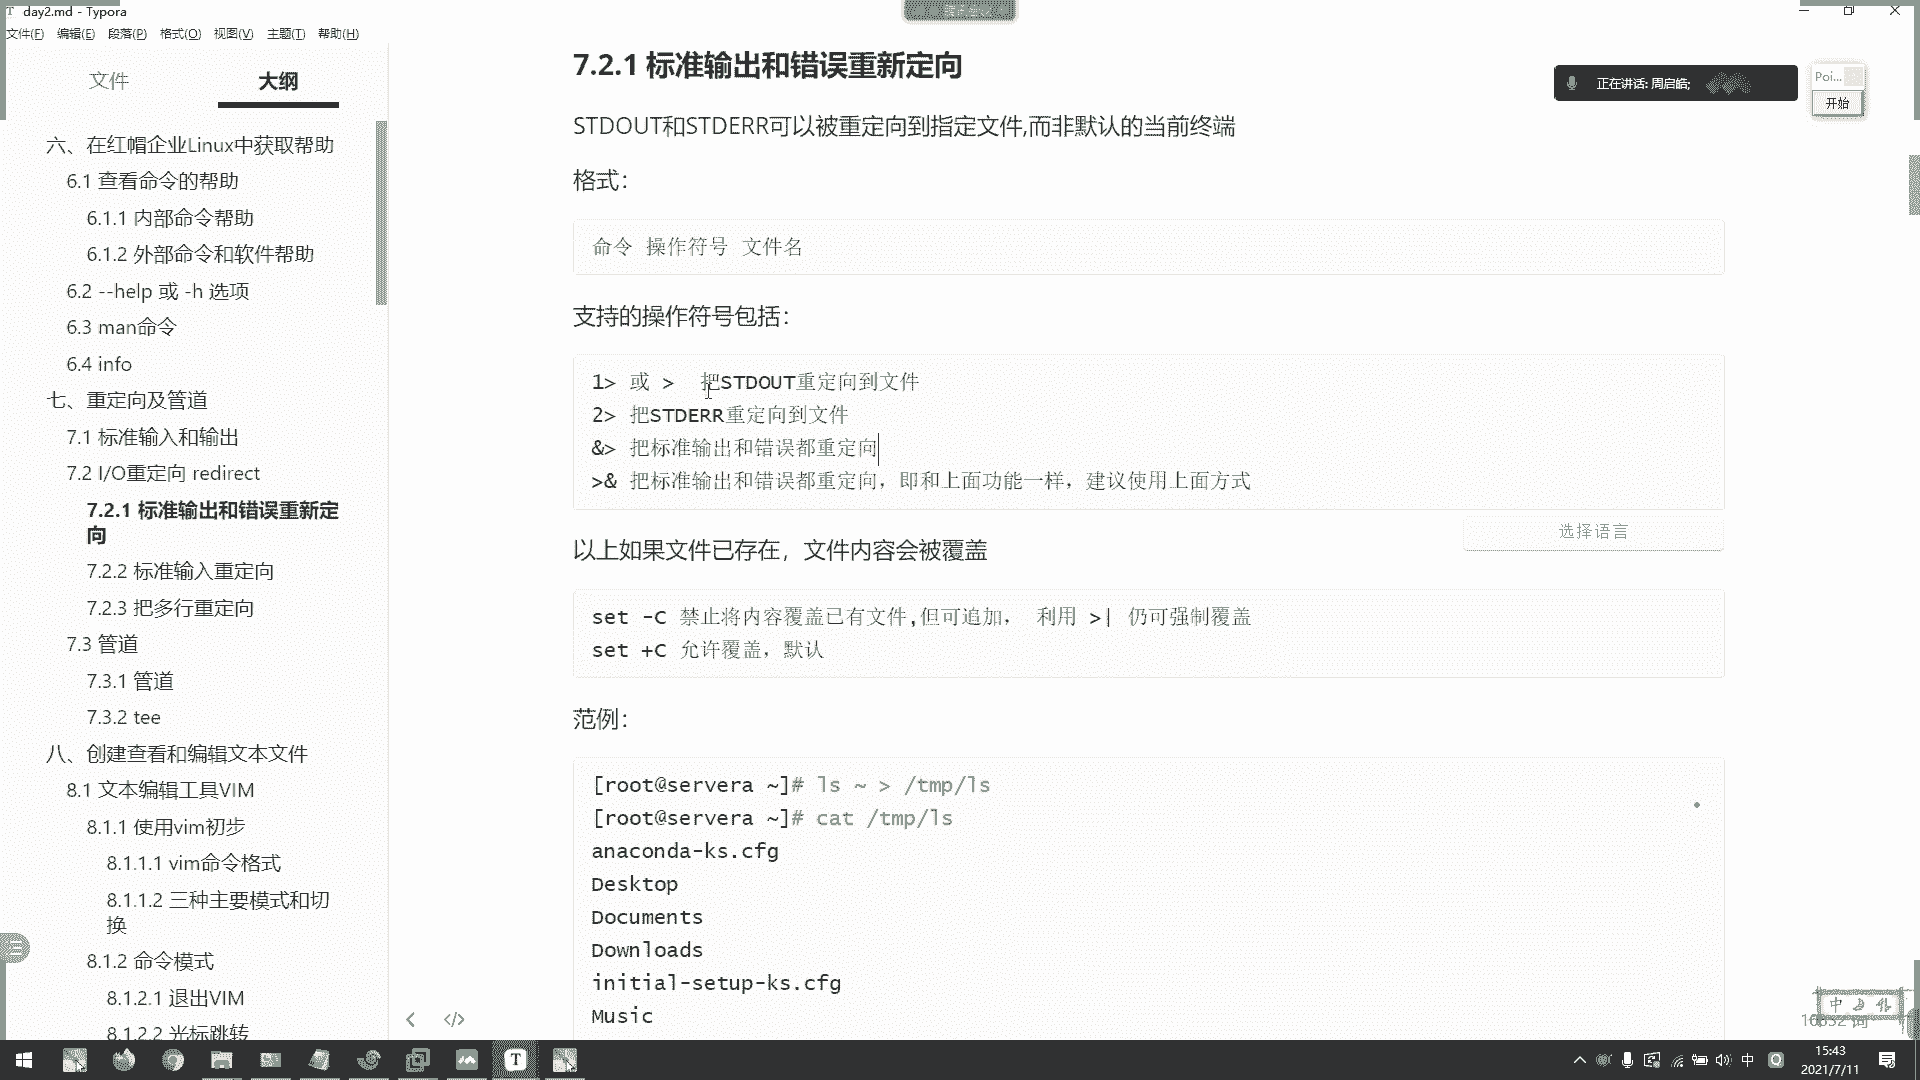 day2.md - Typora
文件(F) 编辑(E) 段落(P) 格式(O) 视图(V) 主题(T) 帮助(H)
文件 大纲
六、在红帽企业Linux中获取帮助
6.1 查看命令的帮助
6.1.1 内部命令帮助
6.1.2 外部命令和软件帮助
6.2 --help 或 -h 选项
6.3 man命令
6.4 info
七、重定向及管道
7.1 标准输入和输出
7.2 I/O重定向 redirect
7.2.1 标准输出和错误重新定
向
7.2.2 标准输入重定向
7.2.3 把多行重定向
7.3 管道
7.3.1 管道
7.3.2 tee
八、创建查看和编辑文本文件
8.1 文本编辑工具VIM
8.1.1 使用vim初步
8.1.1.1 vim命令格式
8.1.1.2 三种主要模式和切
换
8.1.2 命令模式
8.1.2.1 退出VIM
8.1.2.2 光标跳转
7.2.1 标准输出和错误重新定向
STDOUT和STDERR可以被重定向到指定文件,而非默认的当前终端
格式：
命令 操作符号 文件名
支持的操作符号包括：
1> 或 > 把STDOUT重定向到文件
2> 把STDERR重定向到文件
&> 把标准输出和错误都重定向
>& 把标准输出和错误都重定向，即和上面功能一样，建议使用上面方式
选择语言
以上如果文件已存在，文件内容会被覆盖
set -C 禁止将内容覆盖已有文件,但可追加， 利用 >| 仍可强制覆盖
set +C 允许覆盖，默认
范例：
[root@servera ~]# ls ~ > /tmp/ls
[root@servera ~]# cat /tmp/ls
anaconda-ks.cfg
Desktop
Documents
Downloads
initial-setup-ks.cfg
Music
正在讲话: 周启皓;
Poi...
开始
</> 
中
15:43
2021/7/11